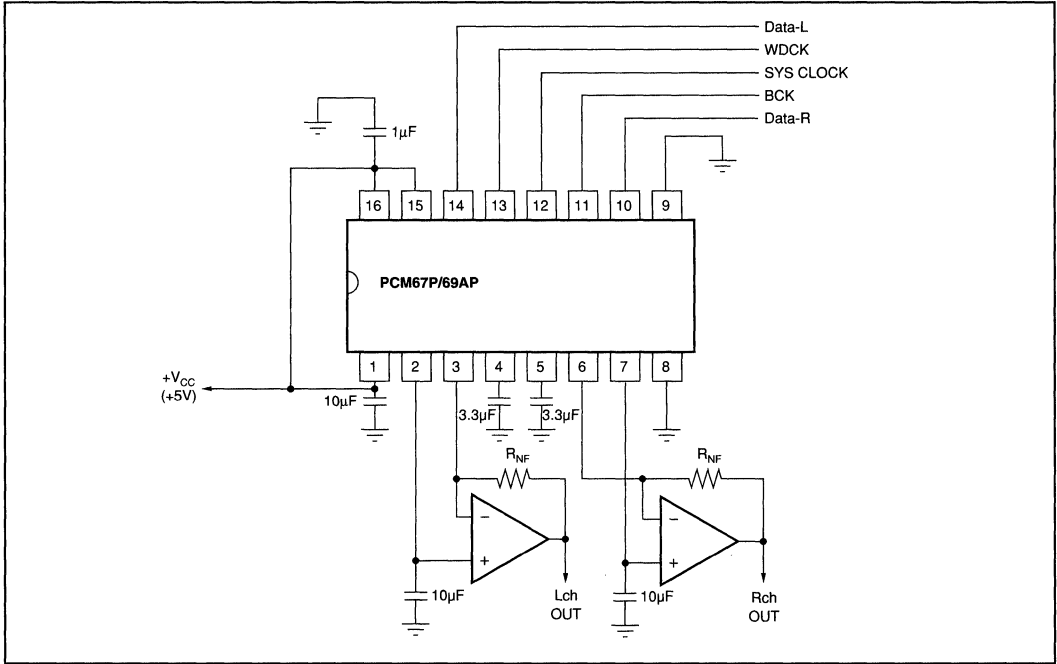 Data-L
WDCK
SYS CLOCK
BCK
Data-R
1µF
16
15
14
13
12
11
10
9
PCM67P/69AP
1
2
3
4
5
6
7
8
+VCC
(+5V)
10µF
3.3µF
3.3µF
RNF
RNF
−
+
−
+
10µF
Lch
OUT
10µF
Rch
OUT